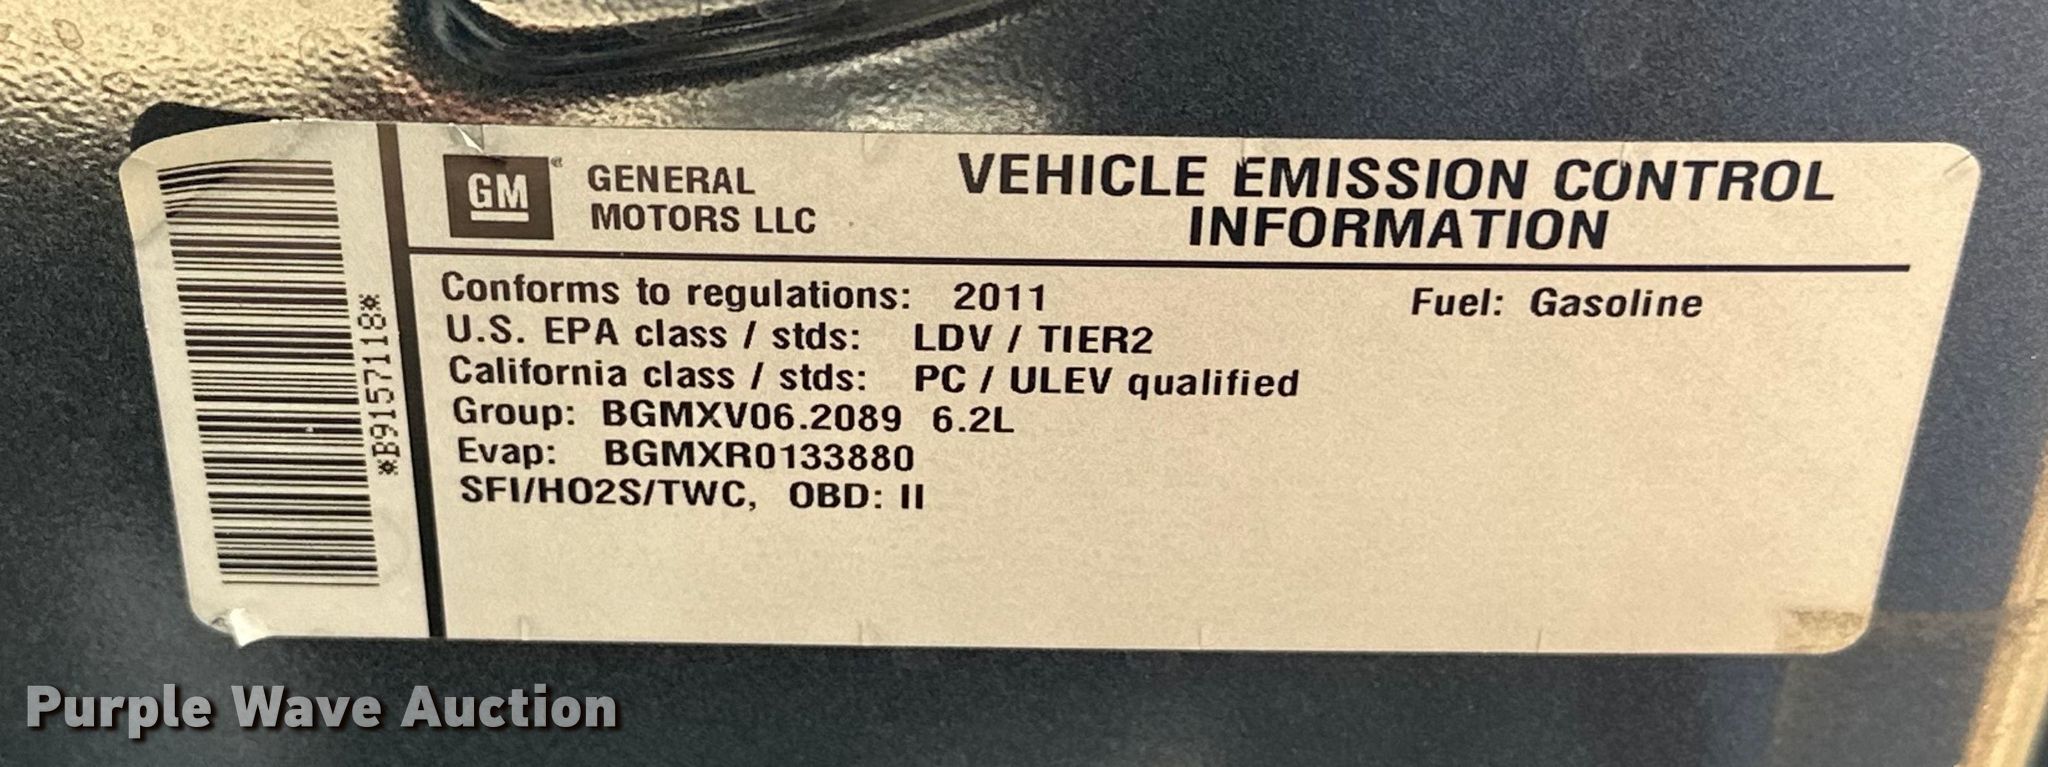 *B9157118*
GM
GENERAL
MOTORS LLC
VEHICLE EMISSION CONTROL
INFORMATION
Conforms to regulations: 2011 Fuel: Gasoline
U.S. EPA class / stds: LDV / TIER2
California class / stds: PC / ULEV qualified
Group: BGMXV06.2089 6.2L
Evap: BGMXR0133880
SFI/HO2S/TWC, OBD: II
Purple Wave Auction